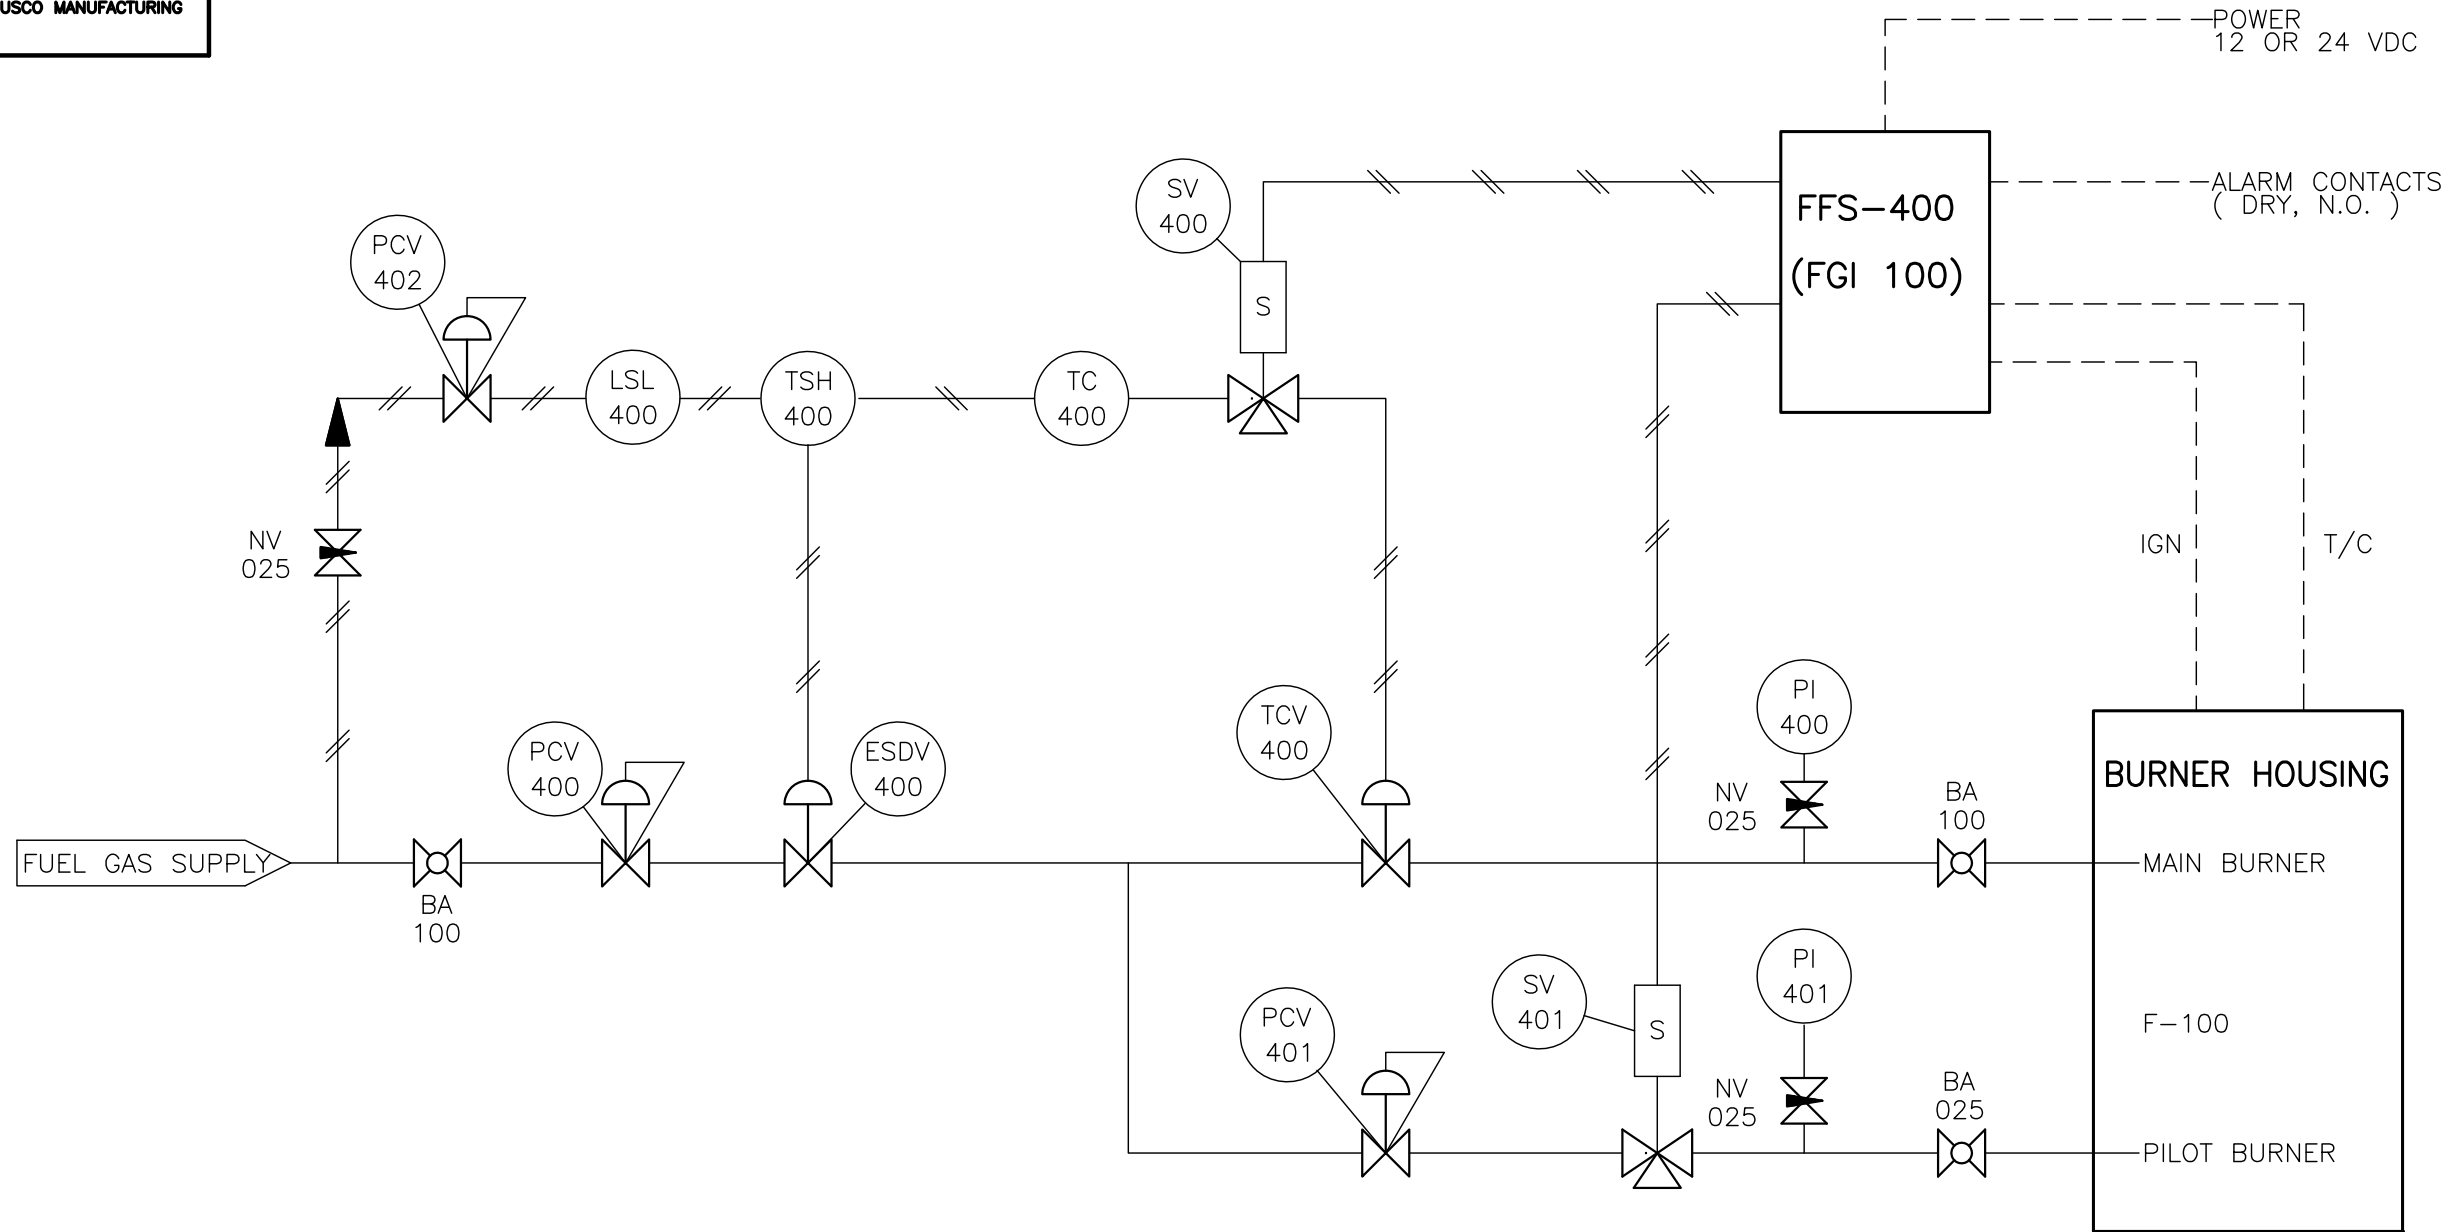 USCO MANUFACTURING
POWER
12 OR 24 VDC
SV
400
ALARM CONTACTS
( DRY, N.O. )
FFS-400
(FGI 100)
PCV
402
S
LSL
400
TSH
400
TC
400
NV
025
IGN
T/C
PI
400
TCV
400
PCV
400
ESDV
400
BURNER HOUSING
NV
025
BA
100
FUEL GAS SUPPLY
MAIN BURNER
BA
100
PI
401
SV
401
PCV
401
S
F-100
NV
025
BA
025
PILOT BURNER